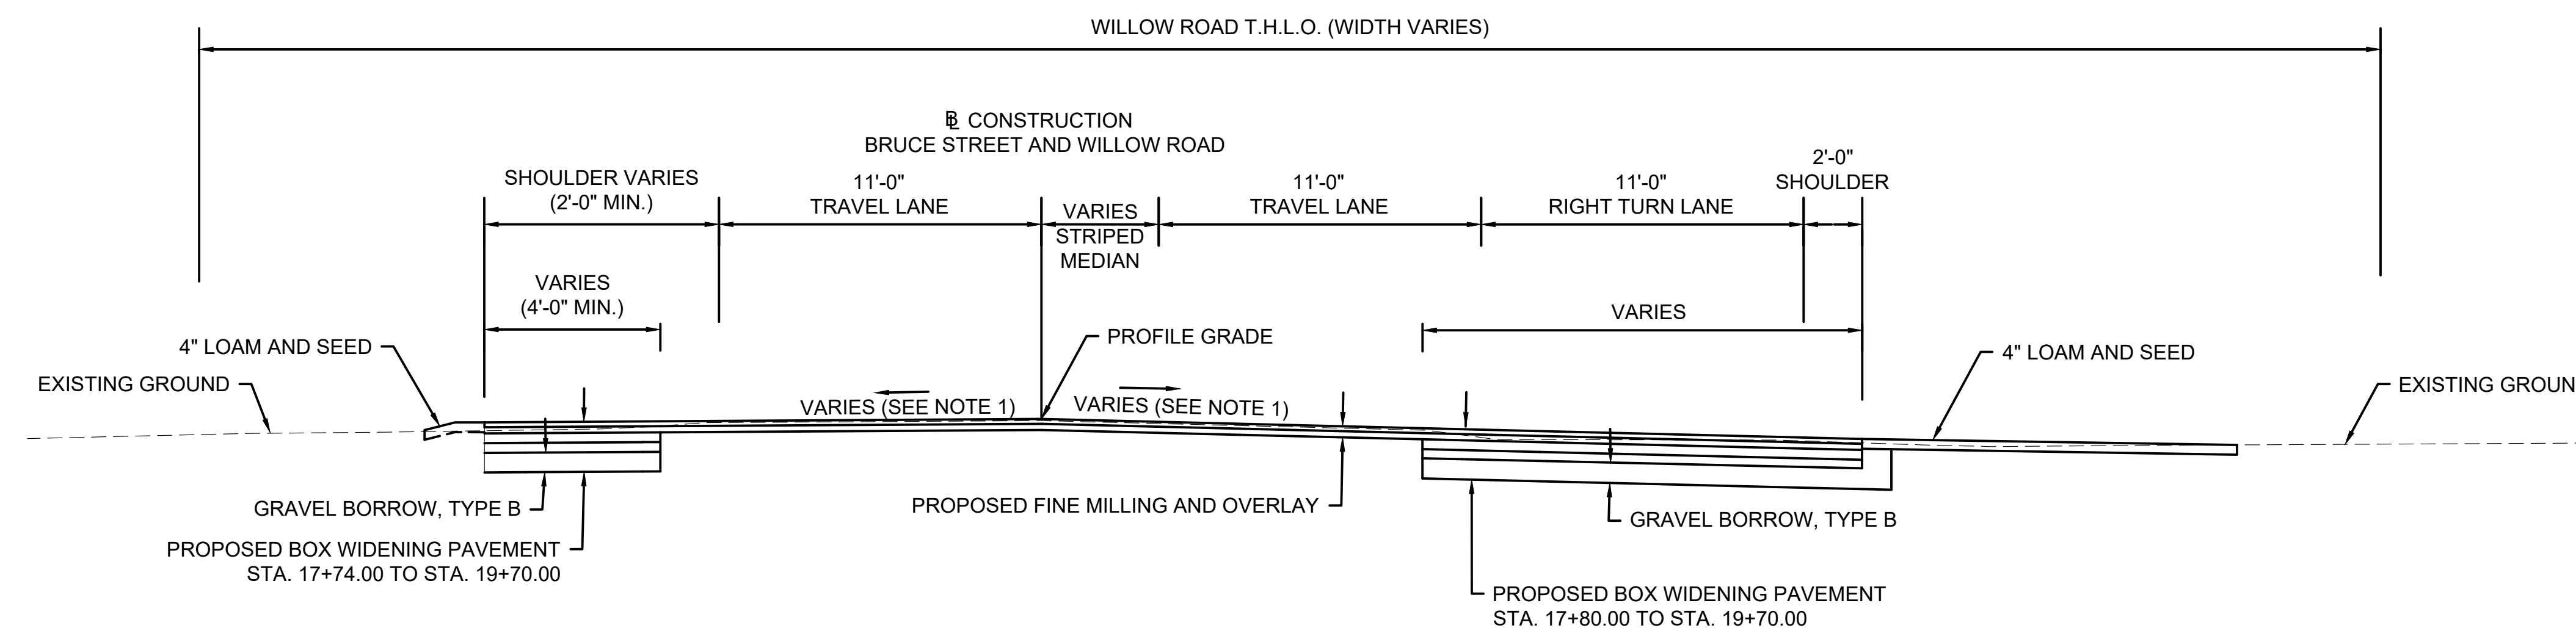 WILLOW ROAD T.H.L.O. (WIDTH VARIES)
℄ CONSTRUCTION
BRUCE STREET AND WILLOW ROAD
SHOULDER VARIES
(2'-0" MIN.)
11'-0"
TRAVEL LANE
VARIES
STRIPED
MEDIAN
11'-0"
TRAVEL LANE
11'-0"
RIGHT TURN LANE
2'-0"
SHOULDER
VARIES
(4'-0" MIN.)
VARIES
4" LOAM AND SEED
PROFILE GRADE
4" LOAM AND SEED
EXISTING GROUND
EXISTING GROUN
VARIES (SEE NOTE 1)
VARIES (SEE NOTE 1)
GRAVEL BORROW, TYPE B
PROPOSED FINE MILLING AND OVERLAY
GRAVEL BORROW, TYPE B
PROPOSED BOX WIDENING PAVEMENT
STA. 17+74.00 TO STA. 19+70.00
PROPOSED BOX WIDENING PAVEMENT
STA. 17+80.00 TO STA. 19+70.00